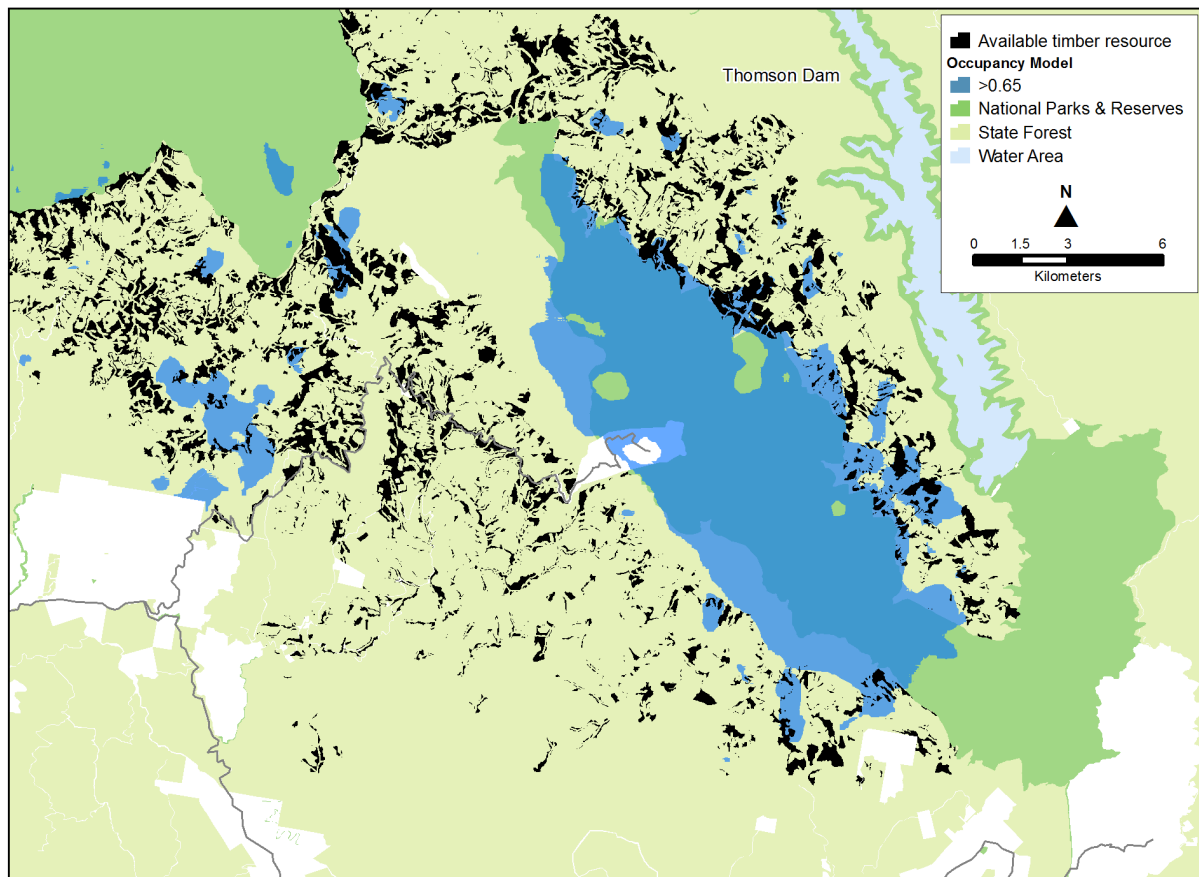 Thomson Dam
Available timber resource
Occupancy Model
>0.65
National Parks & Reserves
State Forest
Water Area
N
0 1.5 3 6
Kilometers